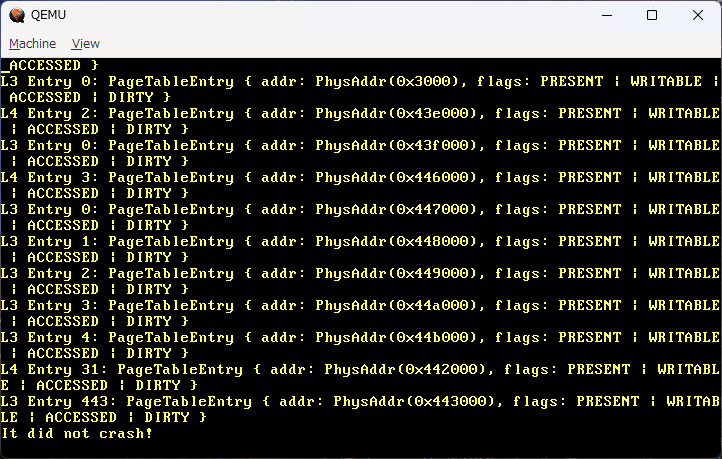 QEMU
Machine View
_ACCESSED }
L3 Entry 0: PageTableEntry { addr: PhysAddr(0x3000), flags: PRESENT | WRITABLE |
 ACCESSED | DIRTY }
L4 Entry 2: PageTableEntry { addr: PhysAddr(0x43e000), flags: PRESENT | WRITABLE
 | ACCESSED | DIRTY }
L3 Entry 0: PageTableEntry { addr: PhysAddr(0x43f000), flags: PRESENT | WRITABLE
 | ACCESSED | DIRTY }
L4 Entry 3: PageTableEntry { addr: PhysAddr(0x446000), flags: PRESENT | WRITABLE
 | ACCESSED | DIRTY }
L3 Entry 0: PageTableEntry { addr: PhysAddr(0x447000), flags: PRESENT | WRITABLE
 | ACCESSED | DIRTY }
L3 Entry 1: PageTableEntry { addr: PhysAddr(0x448000), flags: PRESENT | WRITABLE
 | ACCESSED | DIRTY }
L3 Entry 2: PageTableEntry { addr: PhysAddr(0x449000), flags: PRESENT | WRITABLE
 | ACCESSED | DIRTY }
L3 Entry 3: PageTableEntry { addr: PhysAddr(0x44a000), flags: PRESENT | WRITABLE
 | ACCESSED | DIRTY }
L3 Entry 4: PageTableEntry { addr: PhysAddr(0x44b000), flags: PRESENT | WRITABLE
 | ACCESSED | DIRTY }
L4 Entry 31: PageTableEntry { addr: PhysAddr(0x442000), flags: PRESENT | WRITABL
E | ACCESSED | DIRTY }
L3 Entry 443: PageTableEntry { addr: PhysAddr(0x443000), flags: PRESENT | WRITAB
LE | ACCESSED | DIRTY }
It did not crash!